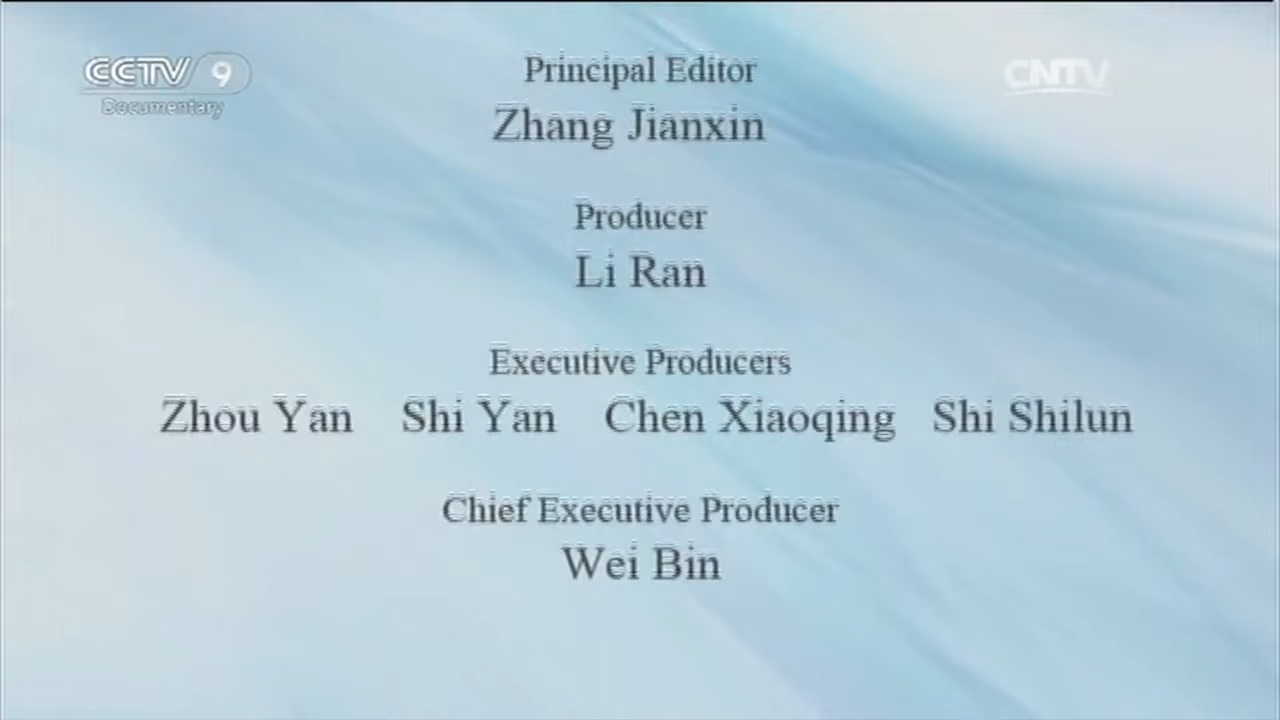 Principal Editor
CCTV 9
CNTV
Documentary
Zhang Jianxin
Producer
Li Ran
Executive Producers
Zhou Yan Shi Yan Chen Xiaoqing Shi Shilun
Chief Executive Producer
Wei Bin